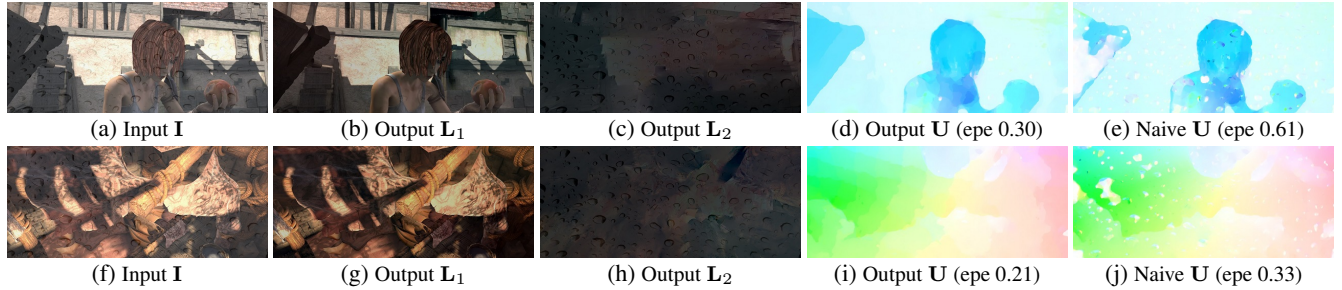 (a) Input I
(b) Output L₁
(c) Output L₂
(d) Output U (epe 0.30)
(e) Naive U (epe 0.61)
(f) Input I
(g) Output L₁
(h) Output L₂
(i) Output U (epe 0.21)
(j) Naive U (epe 0.33)